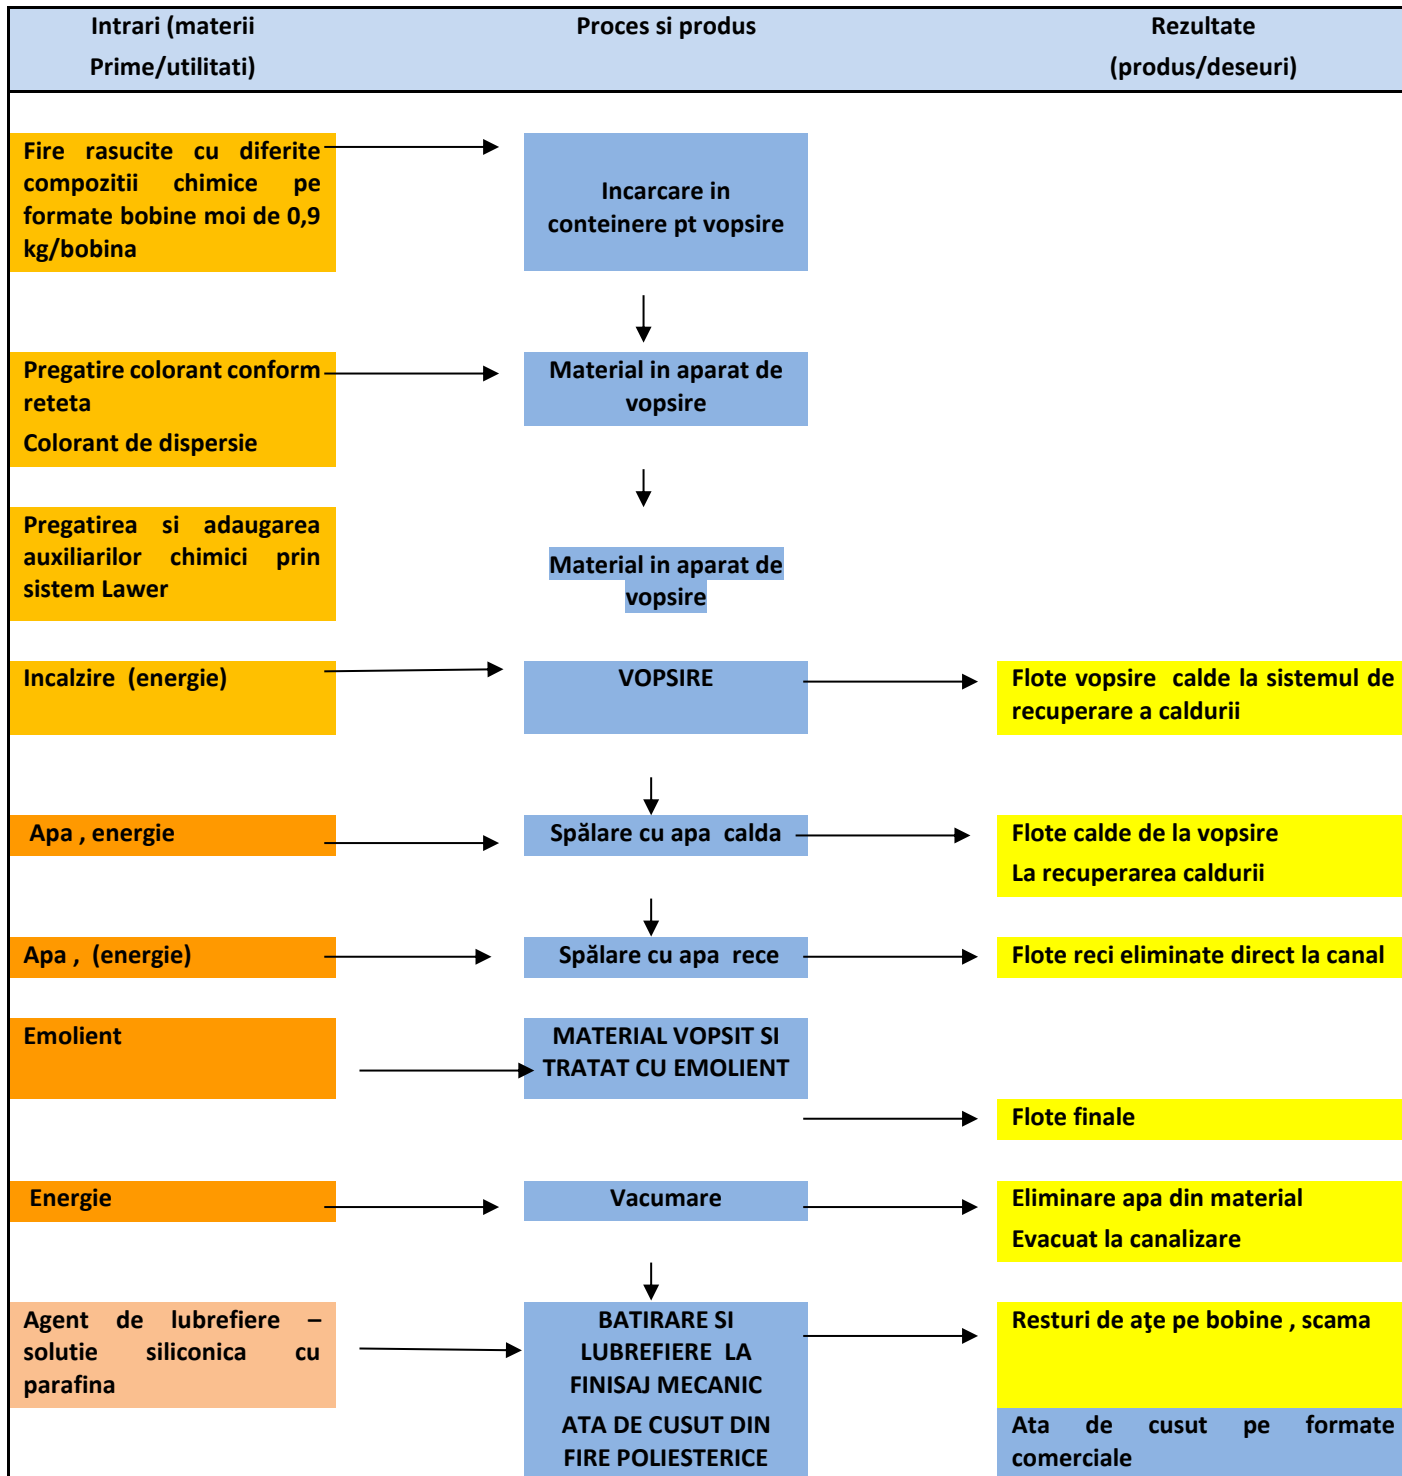 Intrari (materii
Prime/utilitati)
Proces si produs
Rezultate
(produs/deseuri)
Fire rasucite cu diferite
compozitii chimice pe
formate bobine moi de 0,9
kg/bobina
Incarcare in
conteinere pt vopsire
Pregatire colorant conform
reteta
Colorant de dispersie
Material in aparat de
vopsire
Pregatirea si adaugarea
auxiliarilor chimici prin
sistem Lawer
Material in aparat de
vopsire
Incalzire (energie)
VOPSIRE
Flote vopsire calde la sistemul de
recuperare a caldurii
Apa , energie
Spălare cu apa calda
Flote calde de la vopsire
La recuperarea caldurii
Apa , (energie)
Spălare cu apa rece
Flote reci eliminate direct la canal
Emolient
MATERIAL VOPSIT SI
TRATAT CU EMOLIENT
Flote finale
Energie
Vacumare
Eliminare apa din material
Evacuat la canalizare
Agent de lubrefiere –
solutie siliconica cu
parafina
BATIRARE SI
LUBREFIERE LA
FINISAJ MECANIC
ATA DE CUSUT DIN
FIRE POLIESTERICE
Resturi de aţe pe bobine , scama
Ata de cusut pe formate
comerciale